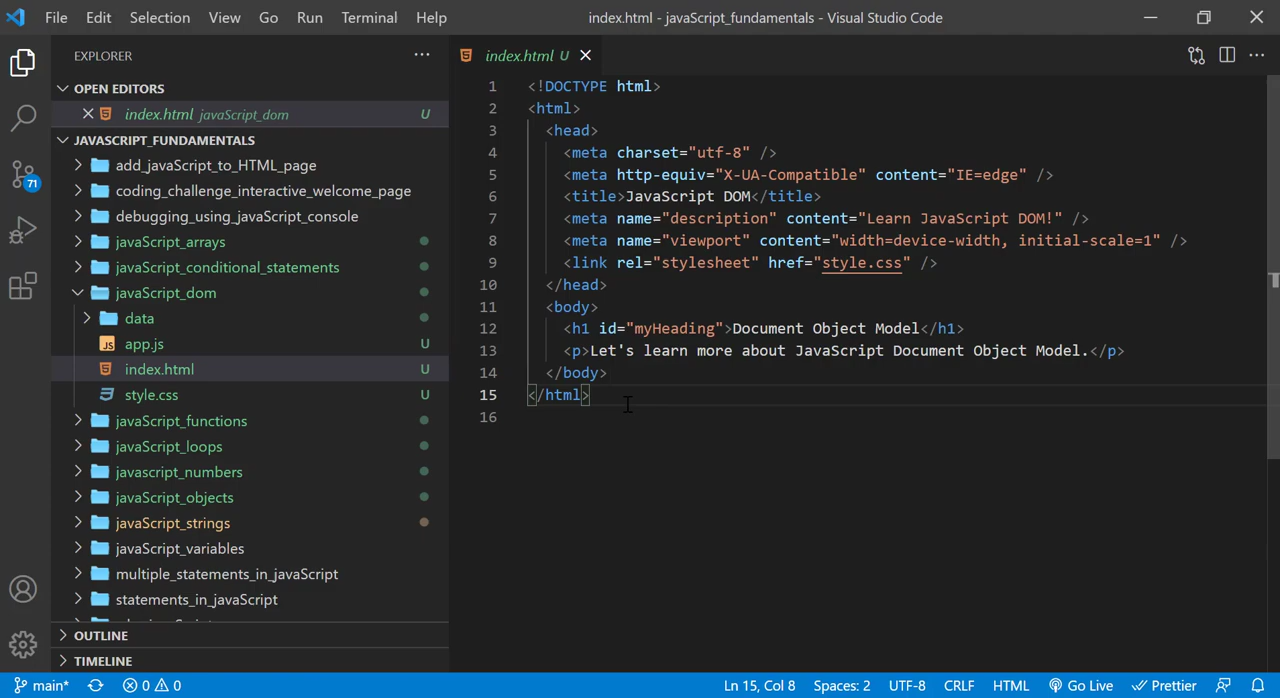 File Edit Selection View Go Run Terminal Help
index.html - javaScript_fundamentals - Visual Studio Code
EXPLORER
OPEN EDITORS
index.html javaScript_dom U
JAVASCRIPT_FUNDAMENTALS
add_javaScript_to_HTML_page
coding_challenge_interactive_welcome_page
debugging_using_javaScript_console
javaScript_arrays
javaScript_conditional_statements
javaScript_dom
data
JS app.js U
index.html U
style.css U
javaScript_functions
javaScript_loops
javascript_numbers
javaScript_objects
javaScript_strings
javaScript_variables
multiple_statements_in_javaScript
statements_in_javaScript
OUTLINE
TIMELINE
71
index.html U
1 <!DOCTYPE html>
2 <html>
3 <head>
4 <meta charset="utf-8" />
5 <meta http-equiv="X-UA-Compatible" content="IE=edge" />
6 <title>JavaScript DOM</title>
7 <meta name="description" content="Learn JavaScript DOM!" />
8 <meta name="viewport" content="width=device-width, initial-scale=1" />
9 <link rel="stylesheet" href="style.css" />
10 </head>
11 <body>
12 <h1 id="myHeading">Document Object Model</h1>
13 <p>Let's learn more about JavaScript Document Object Model.</p>
14 </body>
15 </html>
16
main* 0 0 Ln 15, Col 8 Spaces: 2 UTF-8 CRLF HTML Go Live Prettier